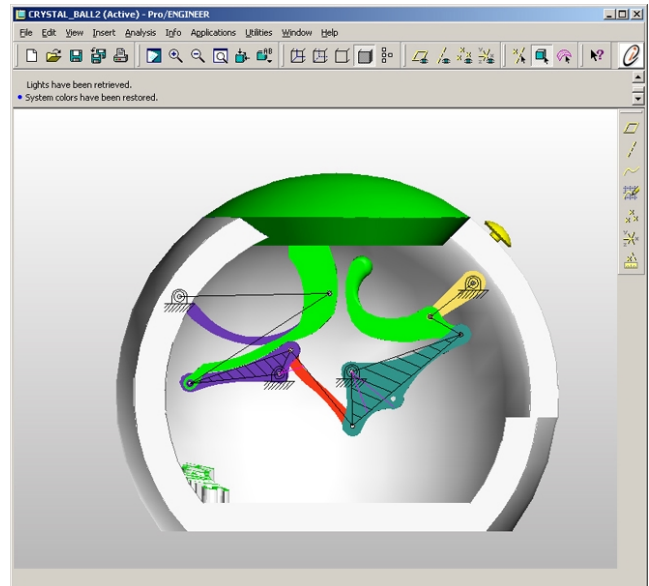 CRYSTAL_BALL2 (Active) - Pro/ENGINEER
File Edit View Insert Analysis Info Applications Utilities Window Help
Lights have been retrieved.
System colors have been restored.